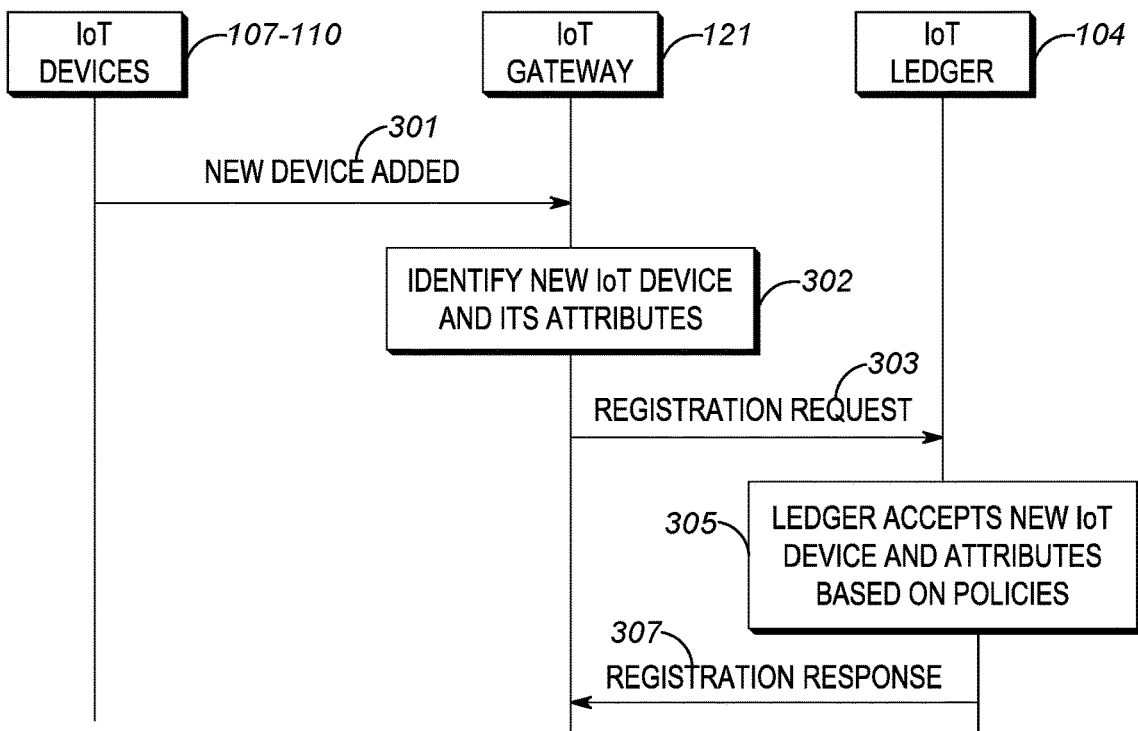 IoT
DEVICES
107-110
IoT
GATEWAY
121
IoT
LEDGER
104
301
NEW DEVICE ADDED
IDENTIFY NEW IoT DEVICE
AND ITS ATTRIBUTES
302
303
REGISTRATION REQUEST
305
LEDGER ACCEPTS NEW IoT
DEVICE AND ATTRIBUTES
BASED ON POLICIES
307
REGISTRATION RESPONSE